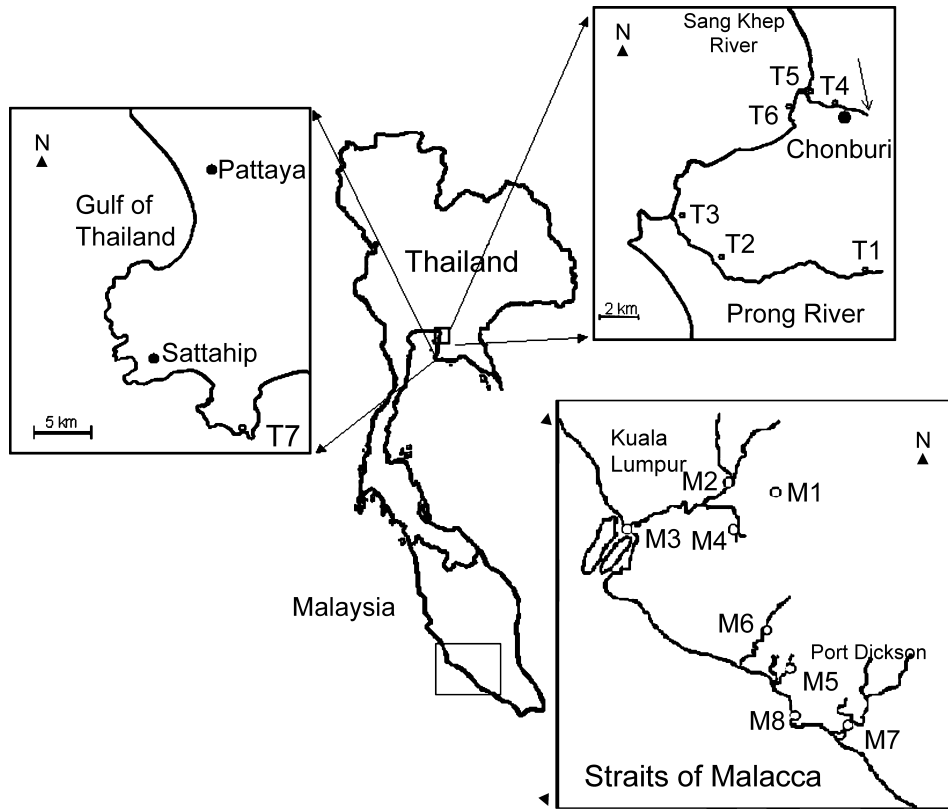 Sang Khep
River
N
T5
T4
T6
Chonburi
T3
T2
T1
2 km
Prong River
N
Pattaya
Gulf of
Thailand
Sattahip
5 km
T7
Thailand
Malaysia
Kuala
Lumpur
N
M2
M1
M3
M4
M6
Port Dickson
M5
M8
M7
Straits of Malacca